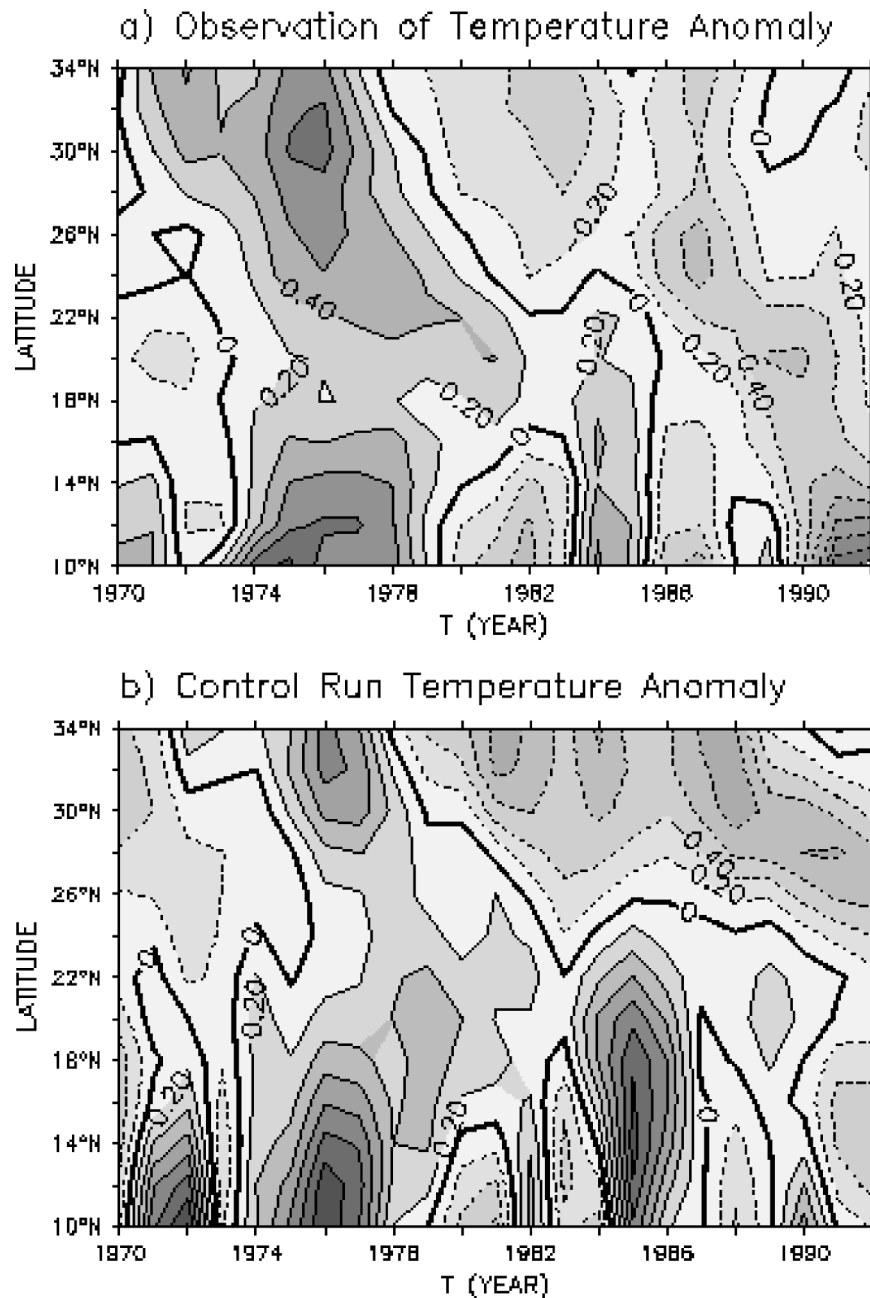 a) Observation of Temperature Anomaly
34°N
30°N
26°N
22°N
18°N
14°N
10°N
LATITUDE
0
0
0.20
0.20
0.40
0
0.20
0
0.20
0.20
0.20
0.40
0.20
0
1970
1974
1978
1982
1986
1990
T (YEAR)
b) Control Run Temperature Anomaly
34°N
30°N
26°N
22°N
18°N
14°N
10°N
LATITUDE
0.40
0.20
0
0
0
0.20
0.20
0.20
0
1970
1974
1978
1982
1986
1990
T (YEAR)